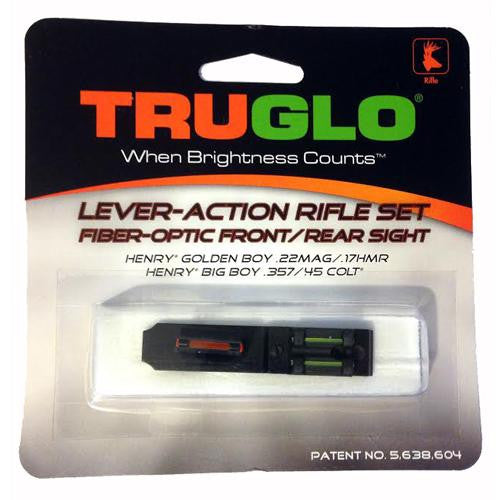 Rifle
TRUGLO®
When Brightness Counts™
LEVER-ACTION RIFLE SET
FIBER-OPTIC FRONT/REAR SIGHT
HENRY® GOLDEN BOY .22MAG/.17HMR
HENRY® BIG BOY .357/45 COLT®
PATENT NO. 5,638,604